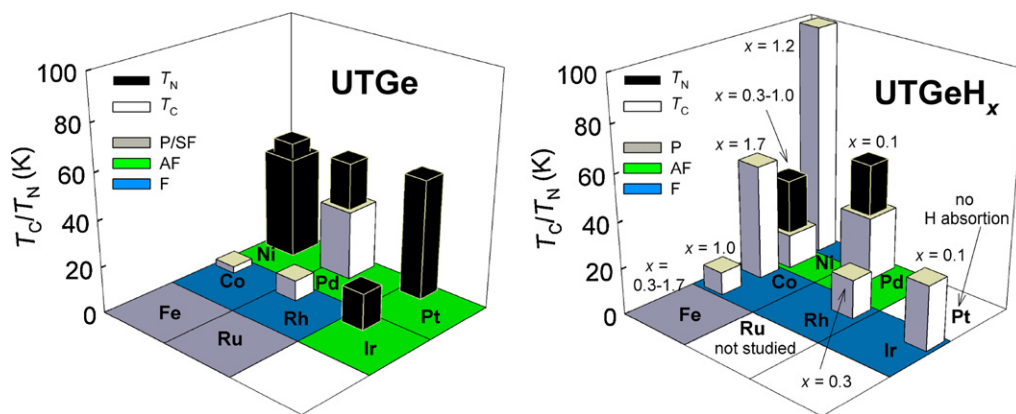 UTGe
100
80
60
40
20
0
T_C/T_N (K)
T_N
T_C
P/SF
AF
F
Ni
Co
Pd
Fe
Rh
Pt
Ru
Ir
UTGeH_x
100
80
60
40
20
0
T_C/T_N (K)
T_N
T_C
P
AF
F
x = 1.2
x = 0.3-1.0
x = 1.7
x = 0.1
no
H absortion
x = 1.0
x =
0.3-1.7
x = 0.1
Ni
Co
Pd
Fe
Rh
Pt
Ru
not studied
Ir
x = 0.3